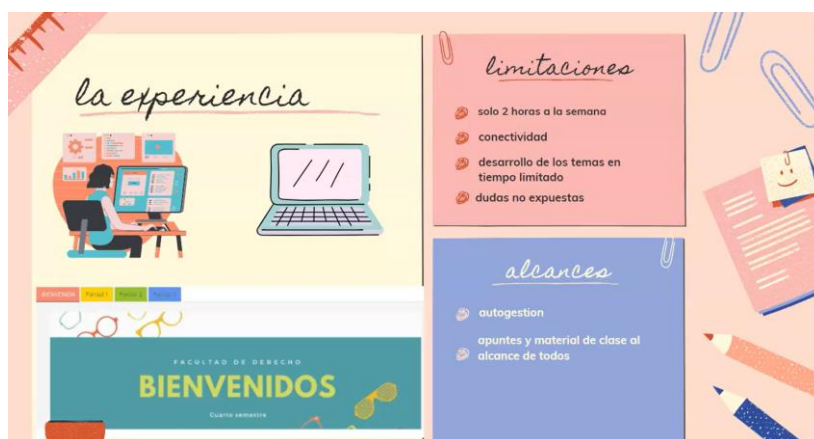 la experiencia
BIENVENIDA Parcial 1 Parcial 2
FACULTAD DE DERECHO
BIENVENIDOS
Cuarto semestre
limitaciones
solo 2 horas a la semana
conectividad
desarrollo de los temas en
tiempo limitado
dudas no expuestas
alcances
autogestion
apuntes y material de clase al
alcance de todos